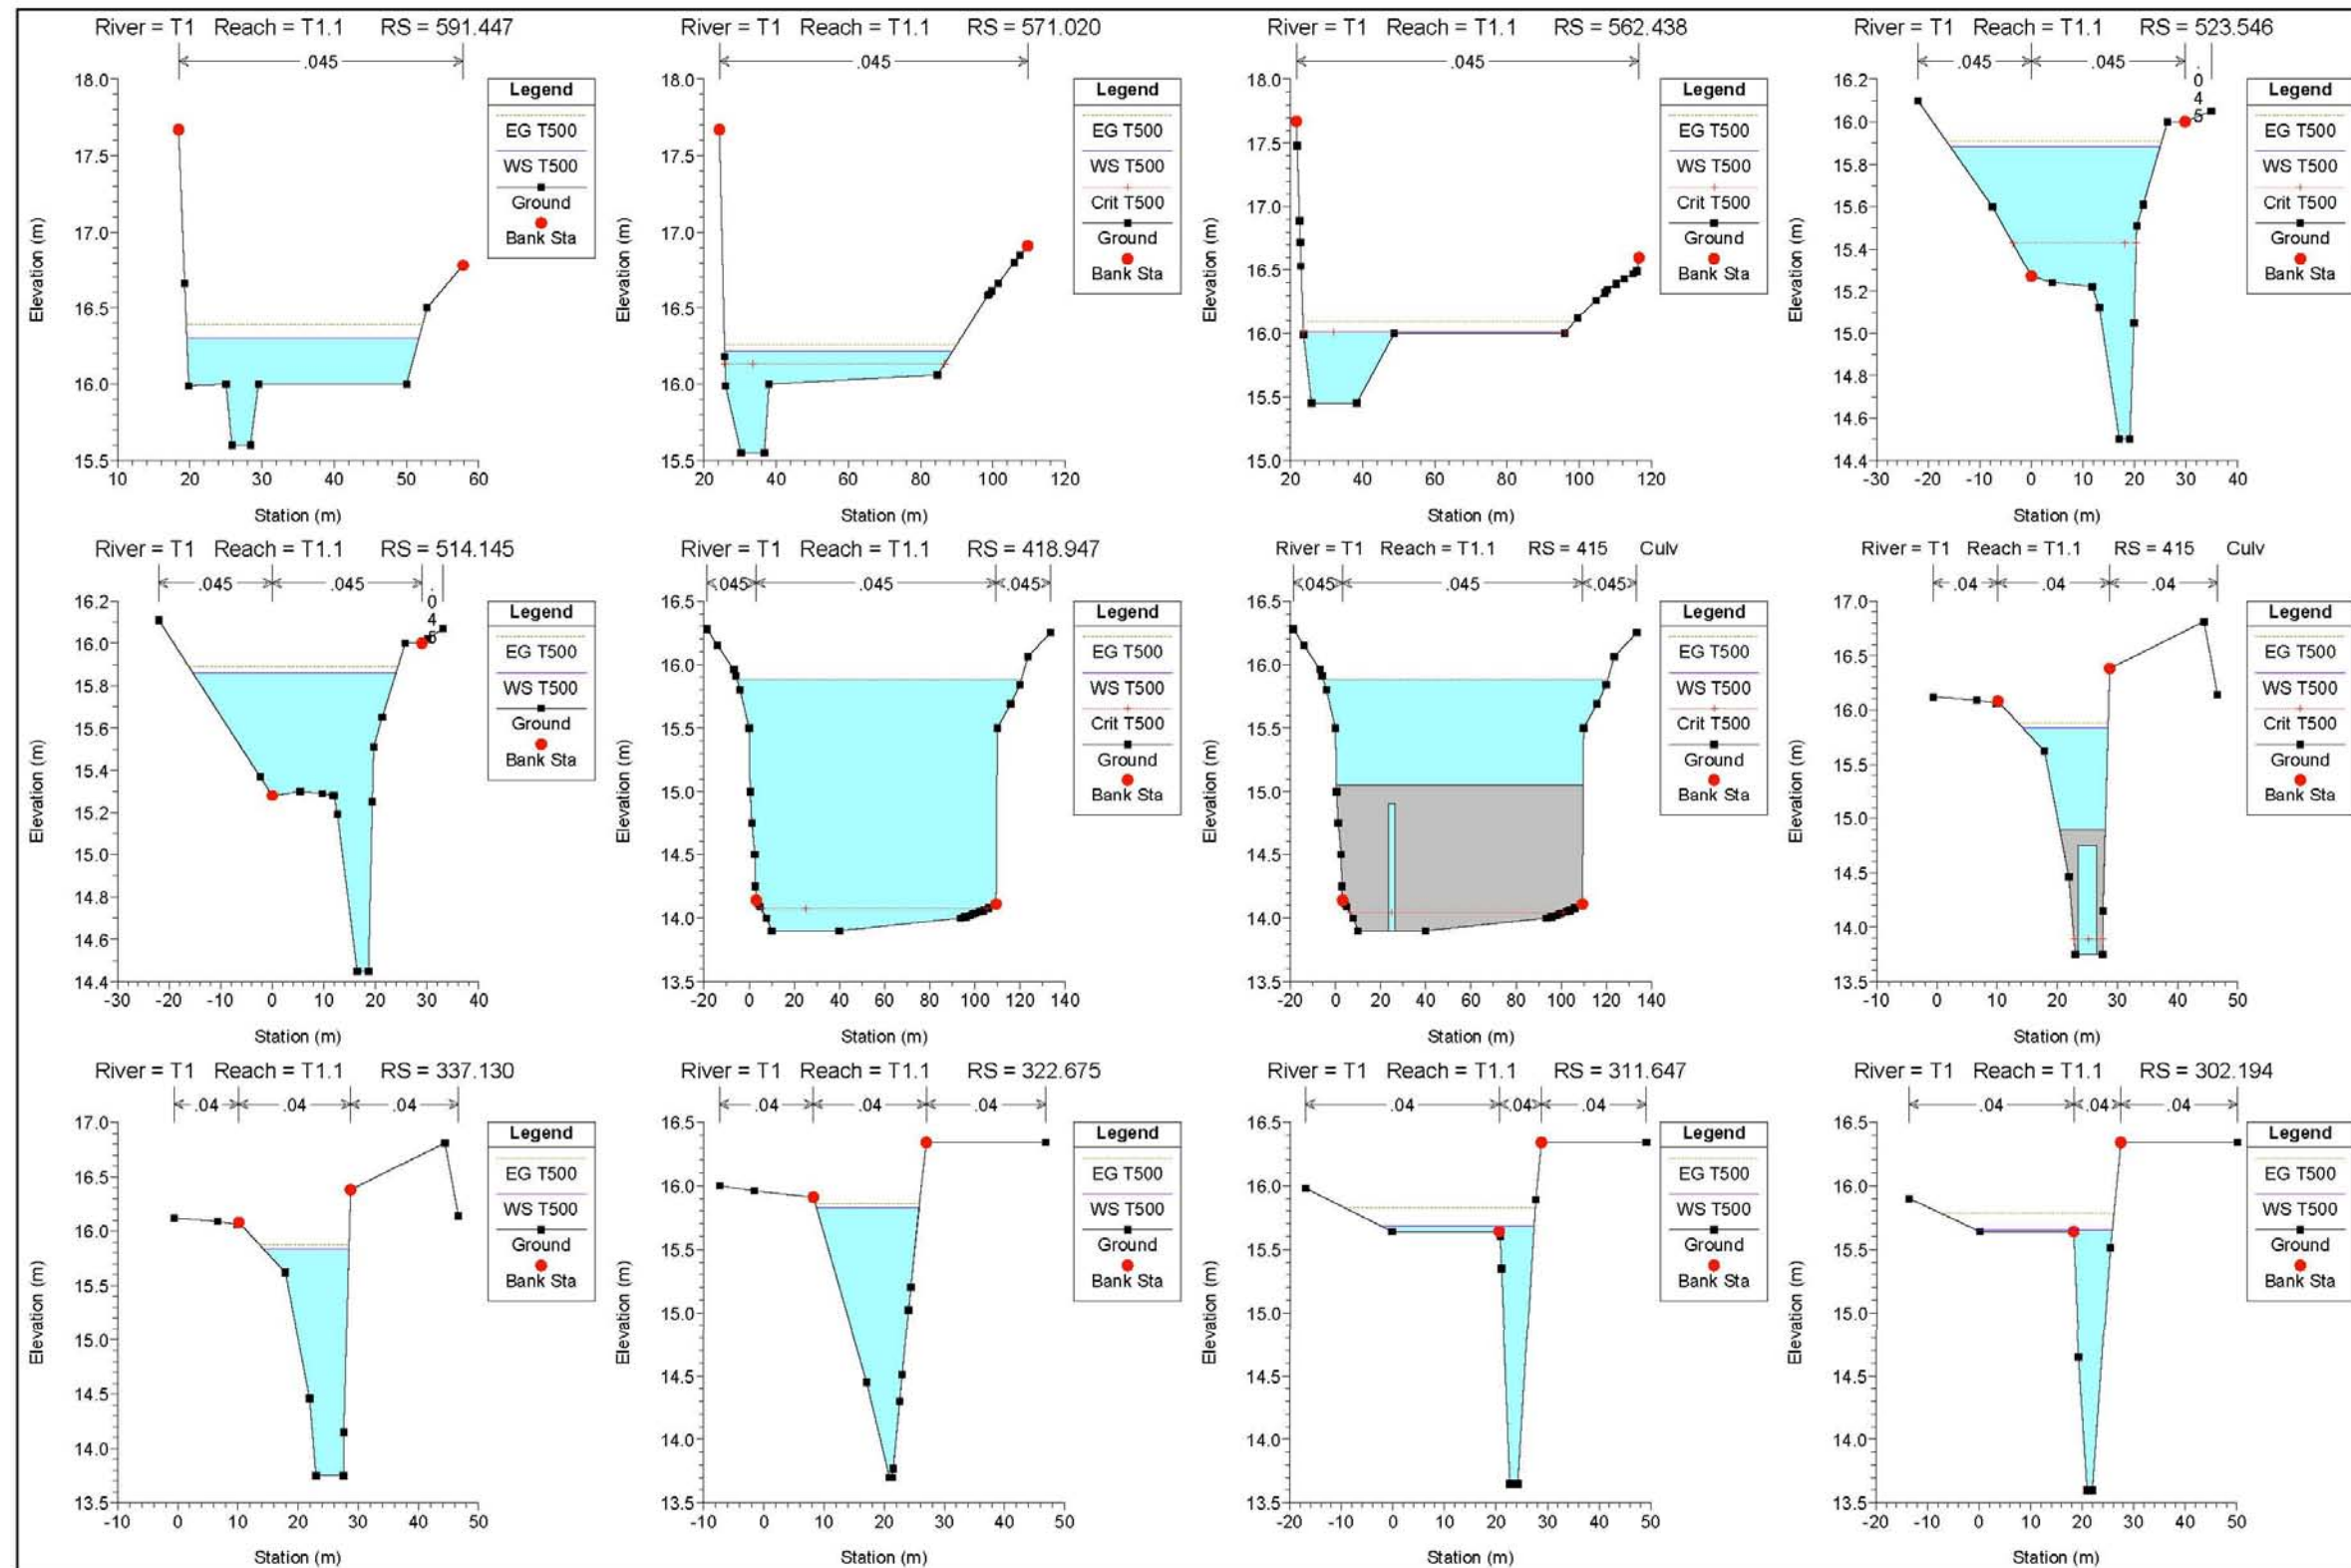 River = T1 Reach = T1.1 RS = 591.447
.045
18.0
17.5
17.0
16.5
16.0
15.5
Elevation (m)
10 20 30 40 50 60
Station (m)
Legend
EG T500
WS T500
Ground
Bank Sta
River = T1 Reach = T1.1 RS = 571.020
.045
18.0
17.5
17.0
16.5
16.0
15.5
Elevation (m)
20 40 60 80 100 120
Station (m)
Legend
EG T500
WS T500
Crit T500
Ground
Bank Sta
River = T1 Reach = T1.1 RS = 562.438
.045
18.0
17.5
17.0
16.5
16.0
15.5
15.0
Elevation (m)
20 40 60 80 100 120
Station (m)
Legend
EG T500
WS T500
Crit T500
Ground
Bank Sta
River = T1 Reach = T1.1 RS = 523.546
.045 .045
.
0
4
5
16.2
16.0
15.8
15.6
15.4
15.2
15.0
14.8
14.6
14.4
Elevation (m)
-30 -20 -10 0 10 20 30 40
Station (m)
Legend
EG T500
WS T500
Crit T500
Ground
Bank Sta
River = T1 Reach = T1.1 RS = 514.145
.045 .045
.
0
4
5
16.2
16.0
15.8
15.6
15.4
15.2
15.0
14.8
14.6
14.4
Elevation (m)
-30 -20 -10 0 10 20 30 40
Station (m)
Legend
EG T500
WS T500
Ground
Bank Sta
River = T1 Reach = T1.1 RS = 418.947
.045 .045 .045
16.5
16.0
15.5
15.0
14.5
14.0
13.5
Elevation (m)
-20 0 20 40 60 80 100 120 140
Station (m)
Legend
EG T500
WS T500
Crit T500
Ground
Bank Sta
River = T1 Reach = T1.1 RS = 415 Culv
.045 .045 .045
16.5
16.0
15.5
15.0
14.5
14.0
13.5
Elevation (m)
-20 0 20 40 60 80 100 120 140
Station (m)
Legend
EG T500
WS T500
Crit T500
Ground
Bank Sta
River = T1 Reach = T1.1 RS = 415 Culv
.04 .04 .04
17.0
16.5
16.0
15.5
15.0
14.5
14.0
13.5
Elevation (m)
-10 0 10 20 30 40 50
Station (m)
Legend
EG T500
WS T500
Crit T500
Ground
Bank Sta
River = T1 Reach = T1.1 RS = 337.130
.04 .04 .04
17.0
16.5
16.0
15.5
15.0
14.5
14.0
13.5
Elevation (m)
-10 0 10 20 30 40 50
Station (m)
Legend
EG T500
WS T500
Ground
Bank Sta
River = T1 Reach = T1.1 RS = 322.675
.04 .04 .04
16.5
16.0
15.5
15.0
14.5
14.0
13.5
Elevation (m)
-10 0 10 20 30 40 50
Station (m)
Legend
EG T500
WS T500
Ground
Bank Sta
River = T1 Reach = T1.1 RS = 311.647
.04 .04 .04
16.5
16.0
15.5
15.0
14.5
14.0
13.5
Elevation (m)
-20 -10 0 10 20 30 40 50
Station (m)
Legend
EG T500
WS T500
Ground
Bank Sta
River = T1 Reach = T1.1 RS = 302.194
.04 .04 .04
16.5
16.0
15.5
15.0
14.5
14.0
13.5
Elevation (m)
-20 -10 0 10 20 30 40 50
Station (m)
Legend
EG T500
WS T500
Ground
Bank Sta